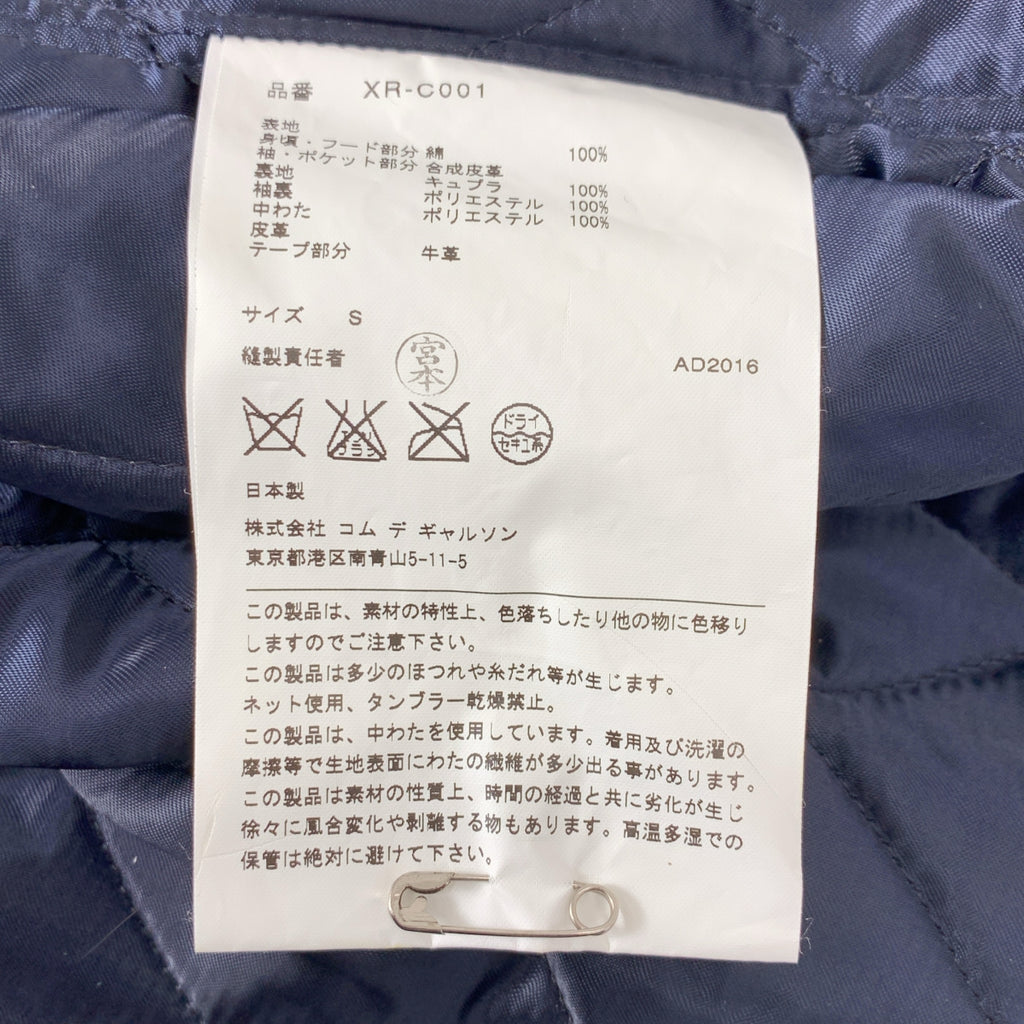 品番 XR-C001
表地
身頃・フード部分 綿 100%
袖・ポケット部分 合成皮革
裏地 キュプラ 100%
袖裏 ポリエステル 100%
中わた ポリエステル 100%
皮革
テープ部分 牛革
サイズ S
縫製責任者 宮本 AD2016
ドライ
セキユ系
日本製
株式会社 コム デ ギャルソン
東京都港区南青山5-11-5
この製品は、素材の特性上、色落ちしたり他の物に色移り
しますのでご注意下さい。
この製品は多少のほつれや糸だれ等が生じます。
ネット使用、タンブラー乾燥禁止。
この製品は、中わたを使用しています。着用及び洗濯の
摩擦等で生地表面にわたの繊維が多少出る事があります。
この製品は素材の性質上、時間の経過と共に劣化が生じ
徐々に風合変化や剥離する物もあります。高温多湿での
保管は絶対に避けて下さい。